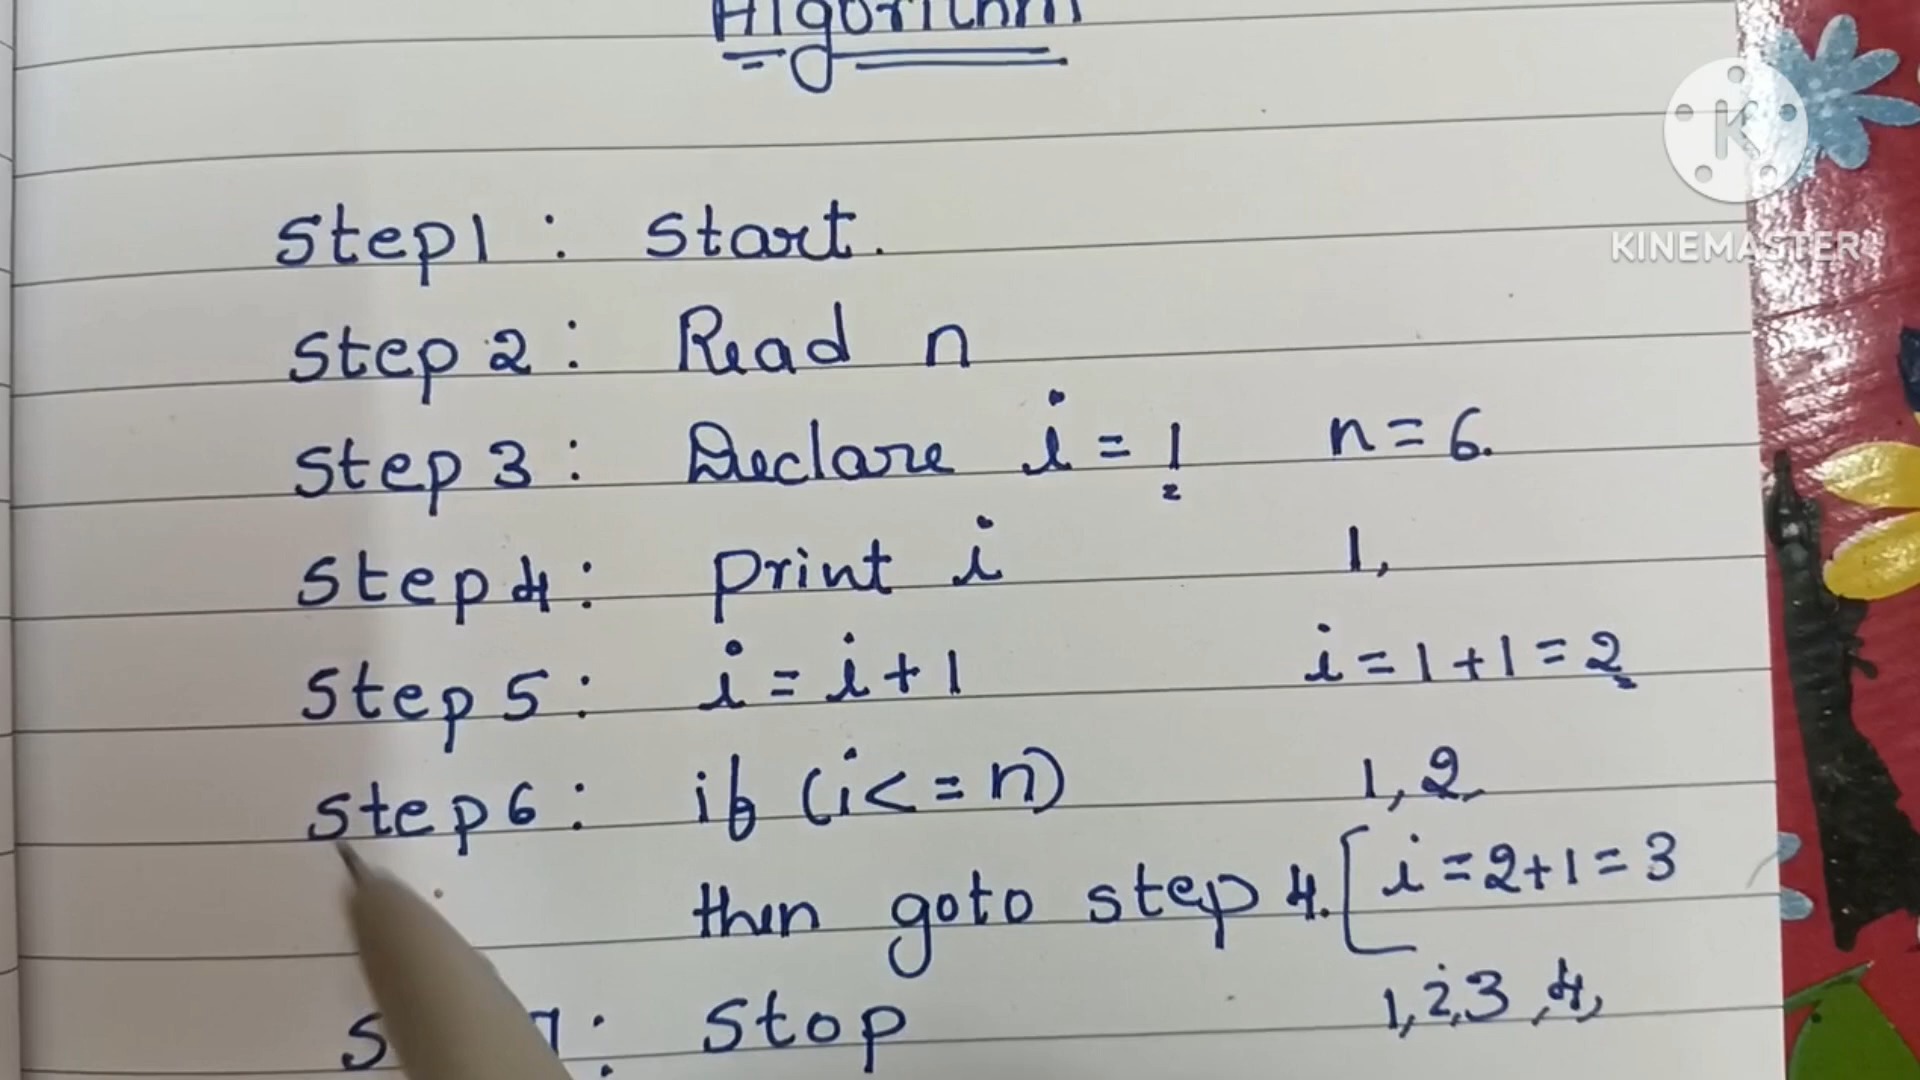 Algorithm
KINEMASTER
Step1 : Start.
Step 2 : Read n
Step 3 : Declare i = 1 n = 6.
Step 4 : Print i 1,
Step 5 : i = i + 1 i = 1 + 1 = 2
Step 6 : if (i < = n) 1, 2,
then goto step 4. [ i = 2 + 1 = 3
7 : Stop 1, 2, 3, 4,